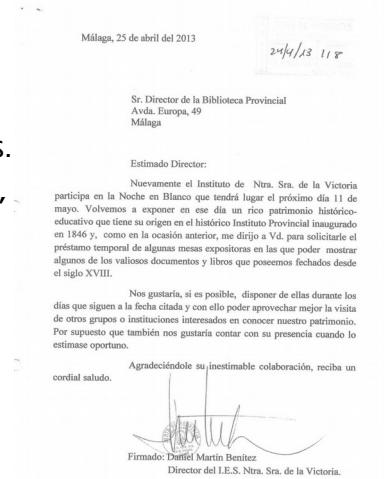 Málaga, 25 de abril del 2013
24/4/13 118
Sr. Director de la Biblioteca Provincial
Avda. Europa, 49
Málaga
s.
,
Estimado Director:
Nuevamente el Instituto de Ntra. Sra. de la Victoria
participa en la Noche en Blanco que tendrá lugar el próximo día 11 de
mayo. Volvemos a exponer en ese día un rico patrimonio histórico-
educativo que tiene su origen en el histórico Instituto Provincial inaugurado
en 1846 y, como en la ocasión anterior, me dirijo a Vd. para solicitarle el
préstamo temporal de algunas mesas expositoras en las que poder mostrar
algunos de los valiosos documentos y libros que poseemos fechados desde
el siglo XVIII.
Nos gustaría, si es posible, disponer de ellas durante los
días que siguen a la fecha citada y con ello poder aprovechar mejor la visita
de otros grupos o instituciones interesados en conocer nuestro patrimonio.
Por supuesto que también nos gustaría contar con su presencia cuando lo
estimase oportuno.
Agradeciéndole su inestimable colaboración, reciba un
cordial saludo.
Firmado: Daniel Martín Benítez
Director del I.E.S. Ntra. Sra. de la Victoria.